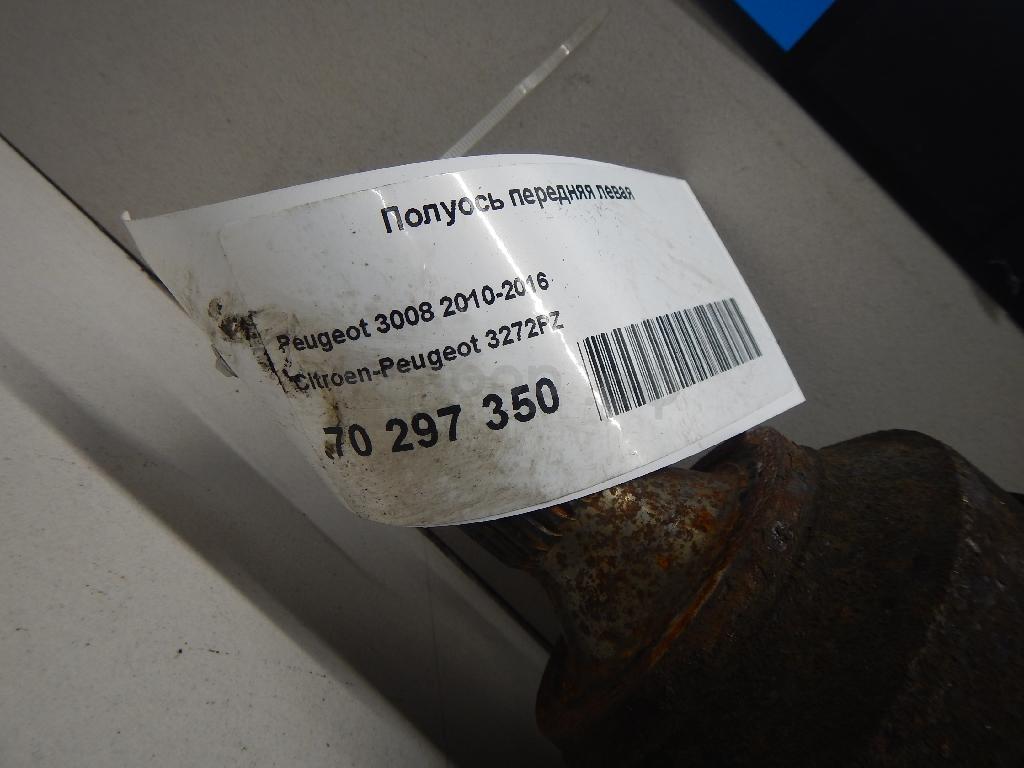 Полуось передняя левая
Peugeot 3008 2010-2016
Citroen-Peugeot 3272PZ
70 297 350